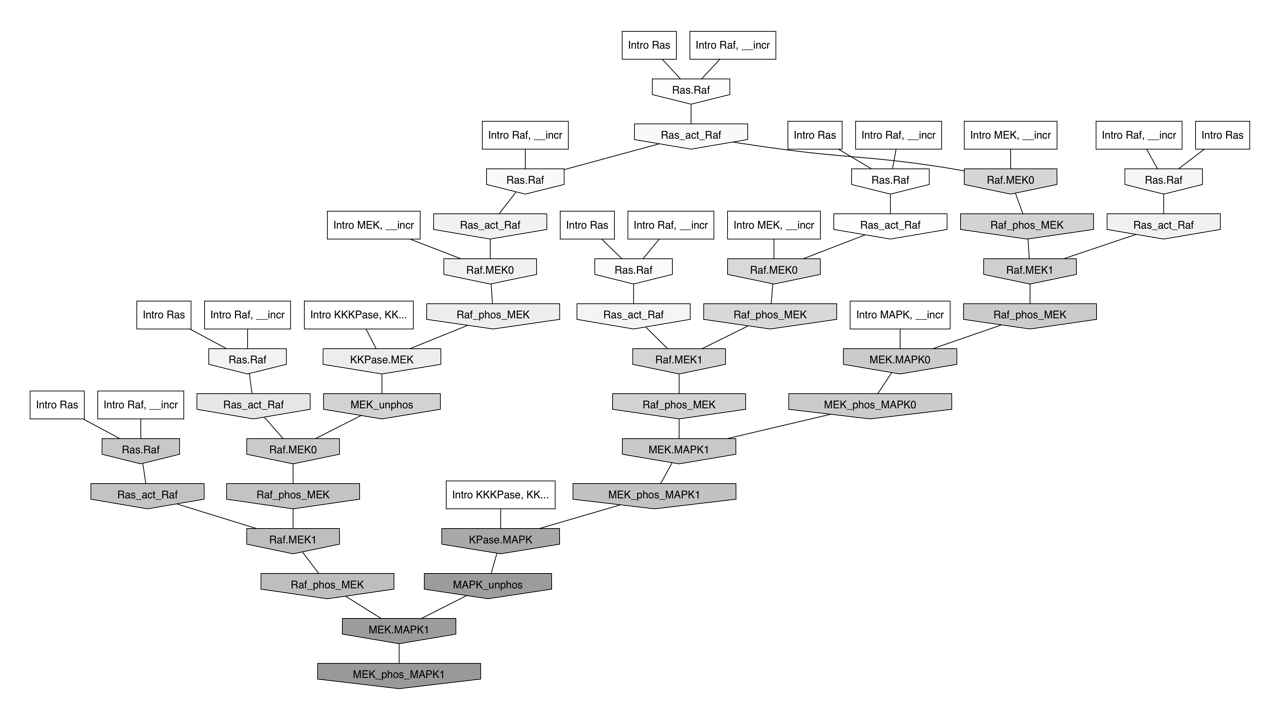 Intro Ras
Intro Raf, __incr
Ras.Raf
Intro Raf, __incr
Ras_act_Raf
Intro Ras
Intro Raf, __incr
Intro MEK, __incr
Intro Raf, __incr
Intro Ras
Ras.Raf
Ras.Raf
Raf.MEK0
Ras.Raf
Intro MEK, __incr
Ras_act_Raf
Intro Ras
Intro Raf, __incr
Intro MEK, __incr
Ras_act_Raf
Raf_phos_MEK
Ras_act_Raf
Raf.MEK0
Ras.Raf
Raf.MEK0
Raf.MEK1
Intro Ras
Intro Raf, __incr
Intro KKKPase, KK...
Raf_phos_MEK
Ras_act_Raf
Raf_phos_MEK
Intro MAPK, __incr
Raf_phos_MEK
Ras.Raf
KKPase.MEK
Raf.MEK1
MEK.MAPK0
Intro Ras
Intro Raf, __incr
Ras_act_Raf
MEK_unphos
Raf_phos_MEK
MEK_phos_MAPK0
Ras.Raf
Raf.MEK0
MEK.MAPK1
Ras_act_Raf
Raf_phos_MEK
Intro KKKPase, KK...
MEK_phos_MAPK1
Raf.MEK1
KPase.MAPK
Raf_phos_MEK
MAPK_unphos
MEK.MAPK1
MEK_phos_MAPK1